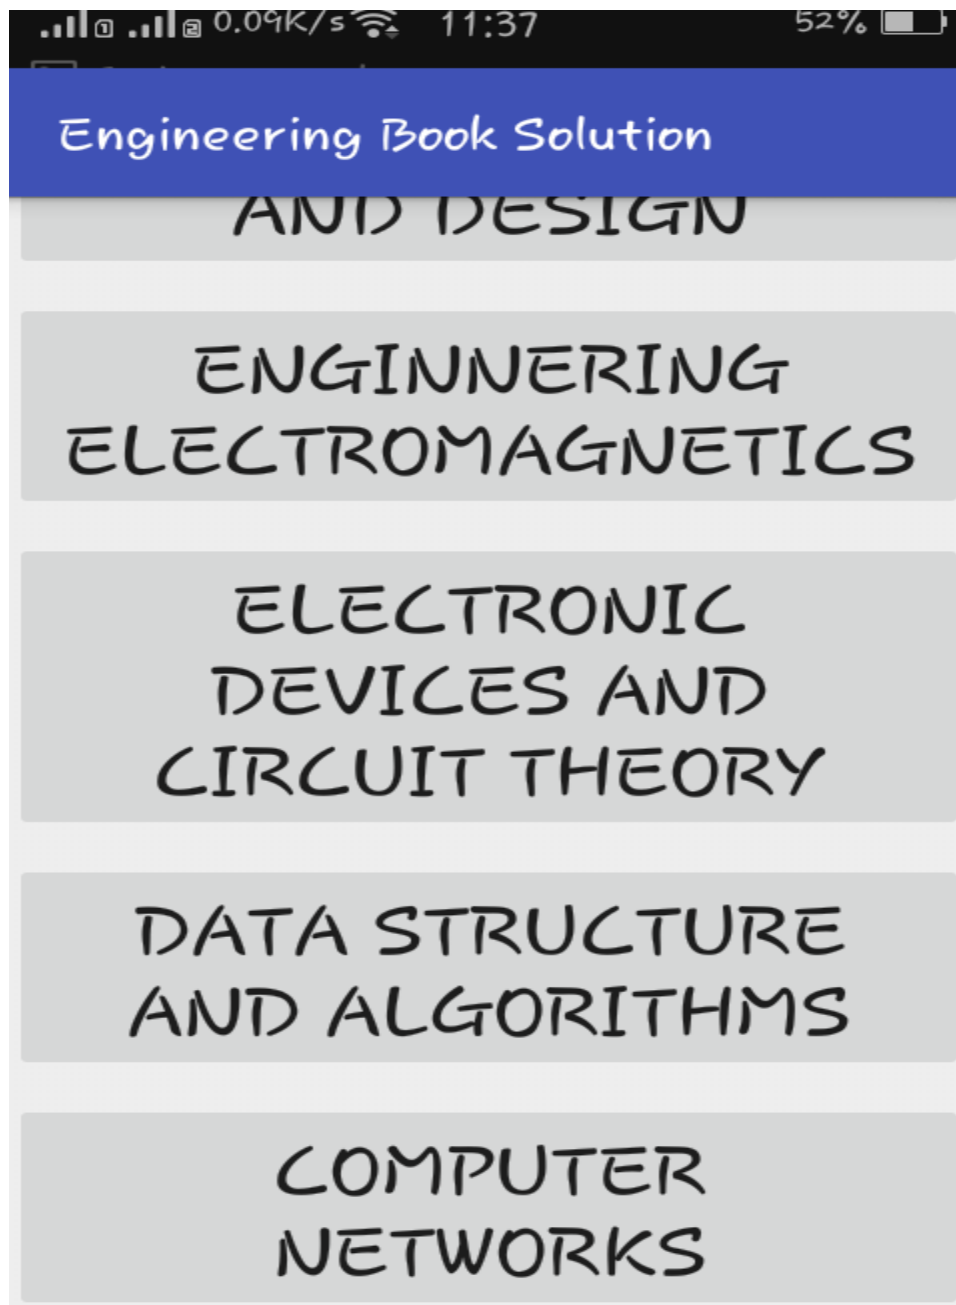 0.09K/s 11:37 52%
Engineering Book Solution
AND DESIGN
ENGINNERING
ELECTROMAGNETICS
ELECTRONIC
DEVICES AND
CIRCUIT THEORY
DATA STRUCTURE
AND ALGORITHMS
COMPUTER
NETWORKS